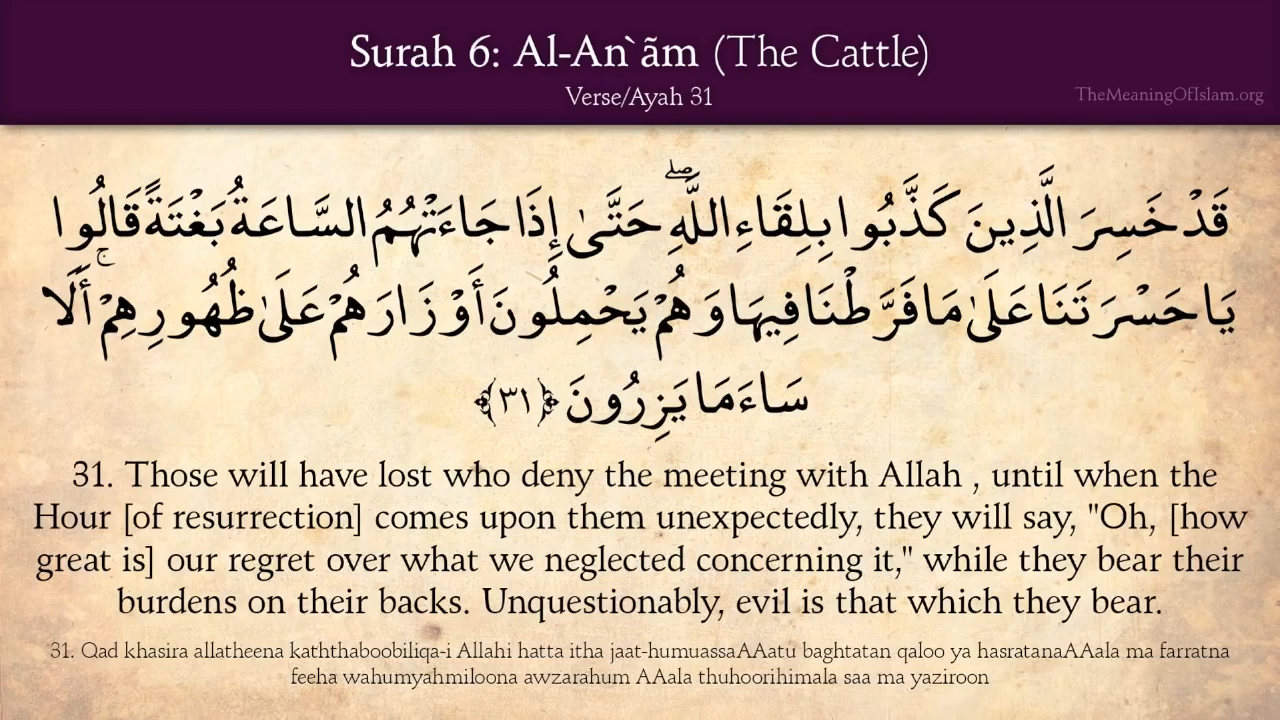 Surah 6: Al-An`ãm (The Cattle)
Verse/Ayah 31
TheMeaningOfIslam.org
قَدْ خَسِرَ الَّذِينَ كَذَّبُوا بِلِقَاءِ اللَّهِ ۖ حَتَّىٰ إِذَا جَاءَتْهُمُ السَّاعَةُ بَغْتَةً قَالُوا
يَا حَسْرَتَنَا عَلَىٰ مَا فَرَّطْنَا فِيهَا وَهُمْ يَحْمِلُونَ أَوْزَارَهُمْ عَلَىٰ ظُهُورِهِمْ ۚ أَلَا
سَاءَ مَا يَزِرُونَ ﴿٣١﴾
31. Those will have lost who deny the meeting with Allah , until when the
Hour [of resurrection] comes upon them unexpectedly, they will say, "Oh, [how
great is] our regret over what we neglected concerning it," while they bear their
burdens on their backs. Unquestionably, evil is that which they bear.
31. Qad khasira allatheena kaththaboobiliqa-i Allahi hatta itha jaat-humuassaAAatu baghtatan qaloo ya hasratanaAAala ma farratna
feeha wahumyahmiloona awzarahum AAala thuhoorihimala saa ma yaziroon